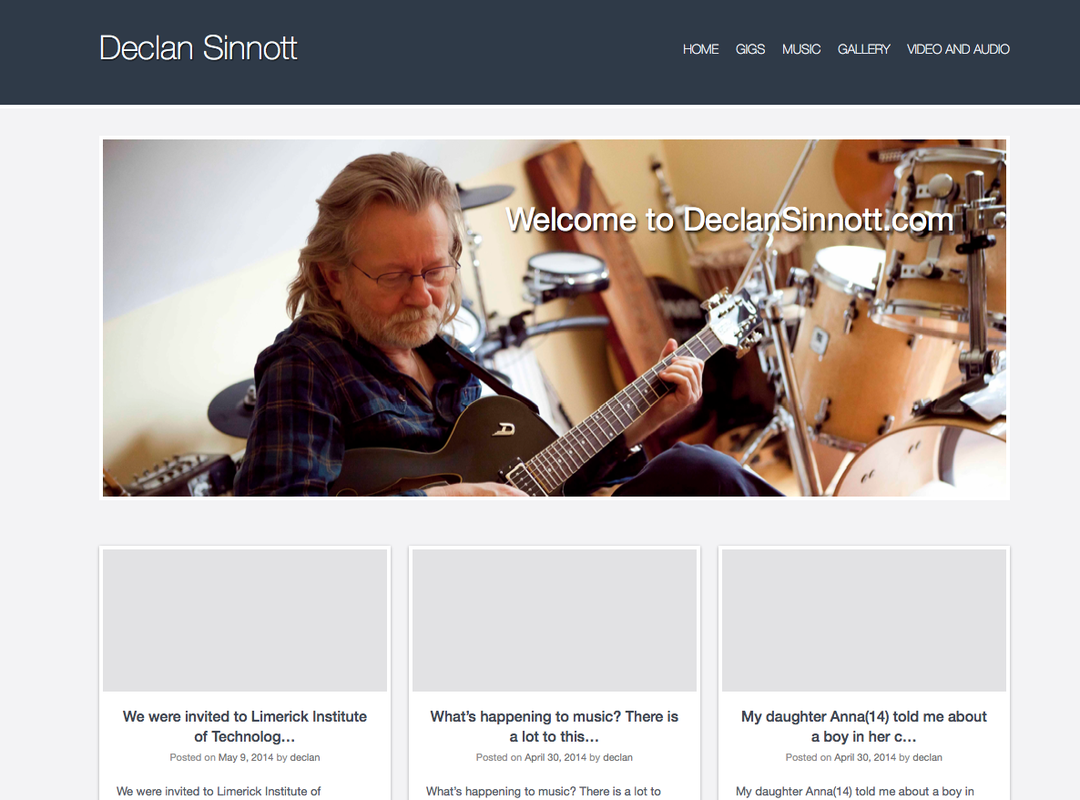 Declan Sinnott
HOME GIGS MUSIC GALLERY VIDEO AND AUDIO
Welcome to DeclanSinnott.com
We were invited to Limerick Institute
of Technolog…
Posted on May 9, 2014 by declan
We were invited to Limerick Institute of
What’s happening to music? There is
a lot to this…
Posted on April 30, 2014 by declan
What’s happening to music? There is a lot to
My daughter Anna(14) told me about
a boy in her c…
Posted on April 30, 2014 by declan
My daughter Anna(14) told me about a boy in